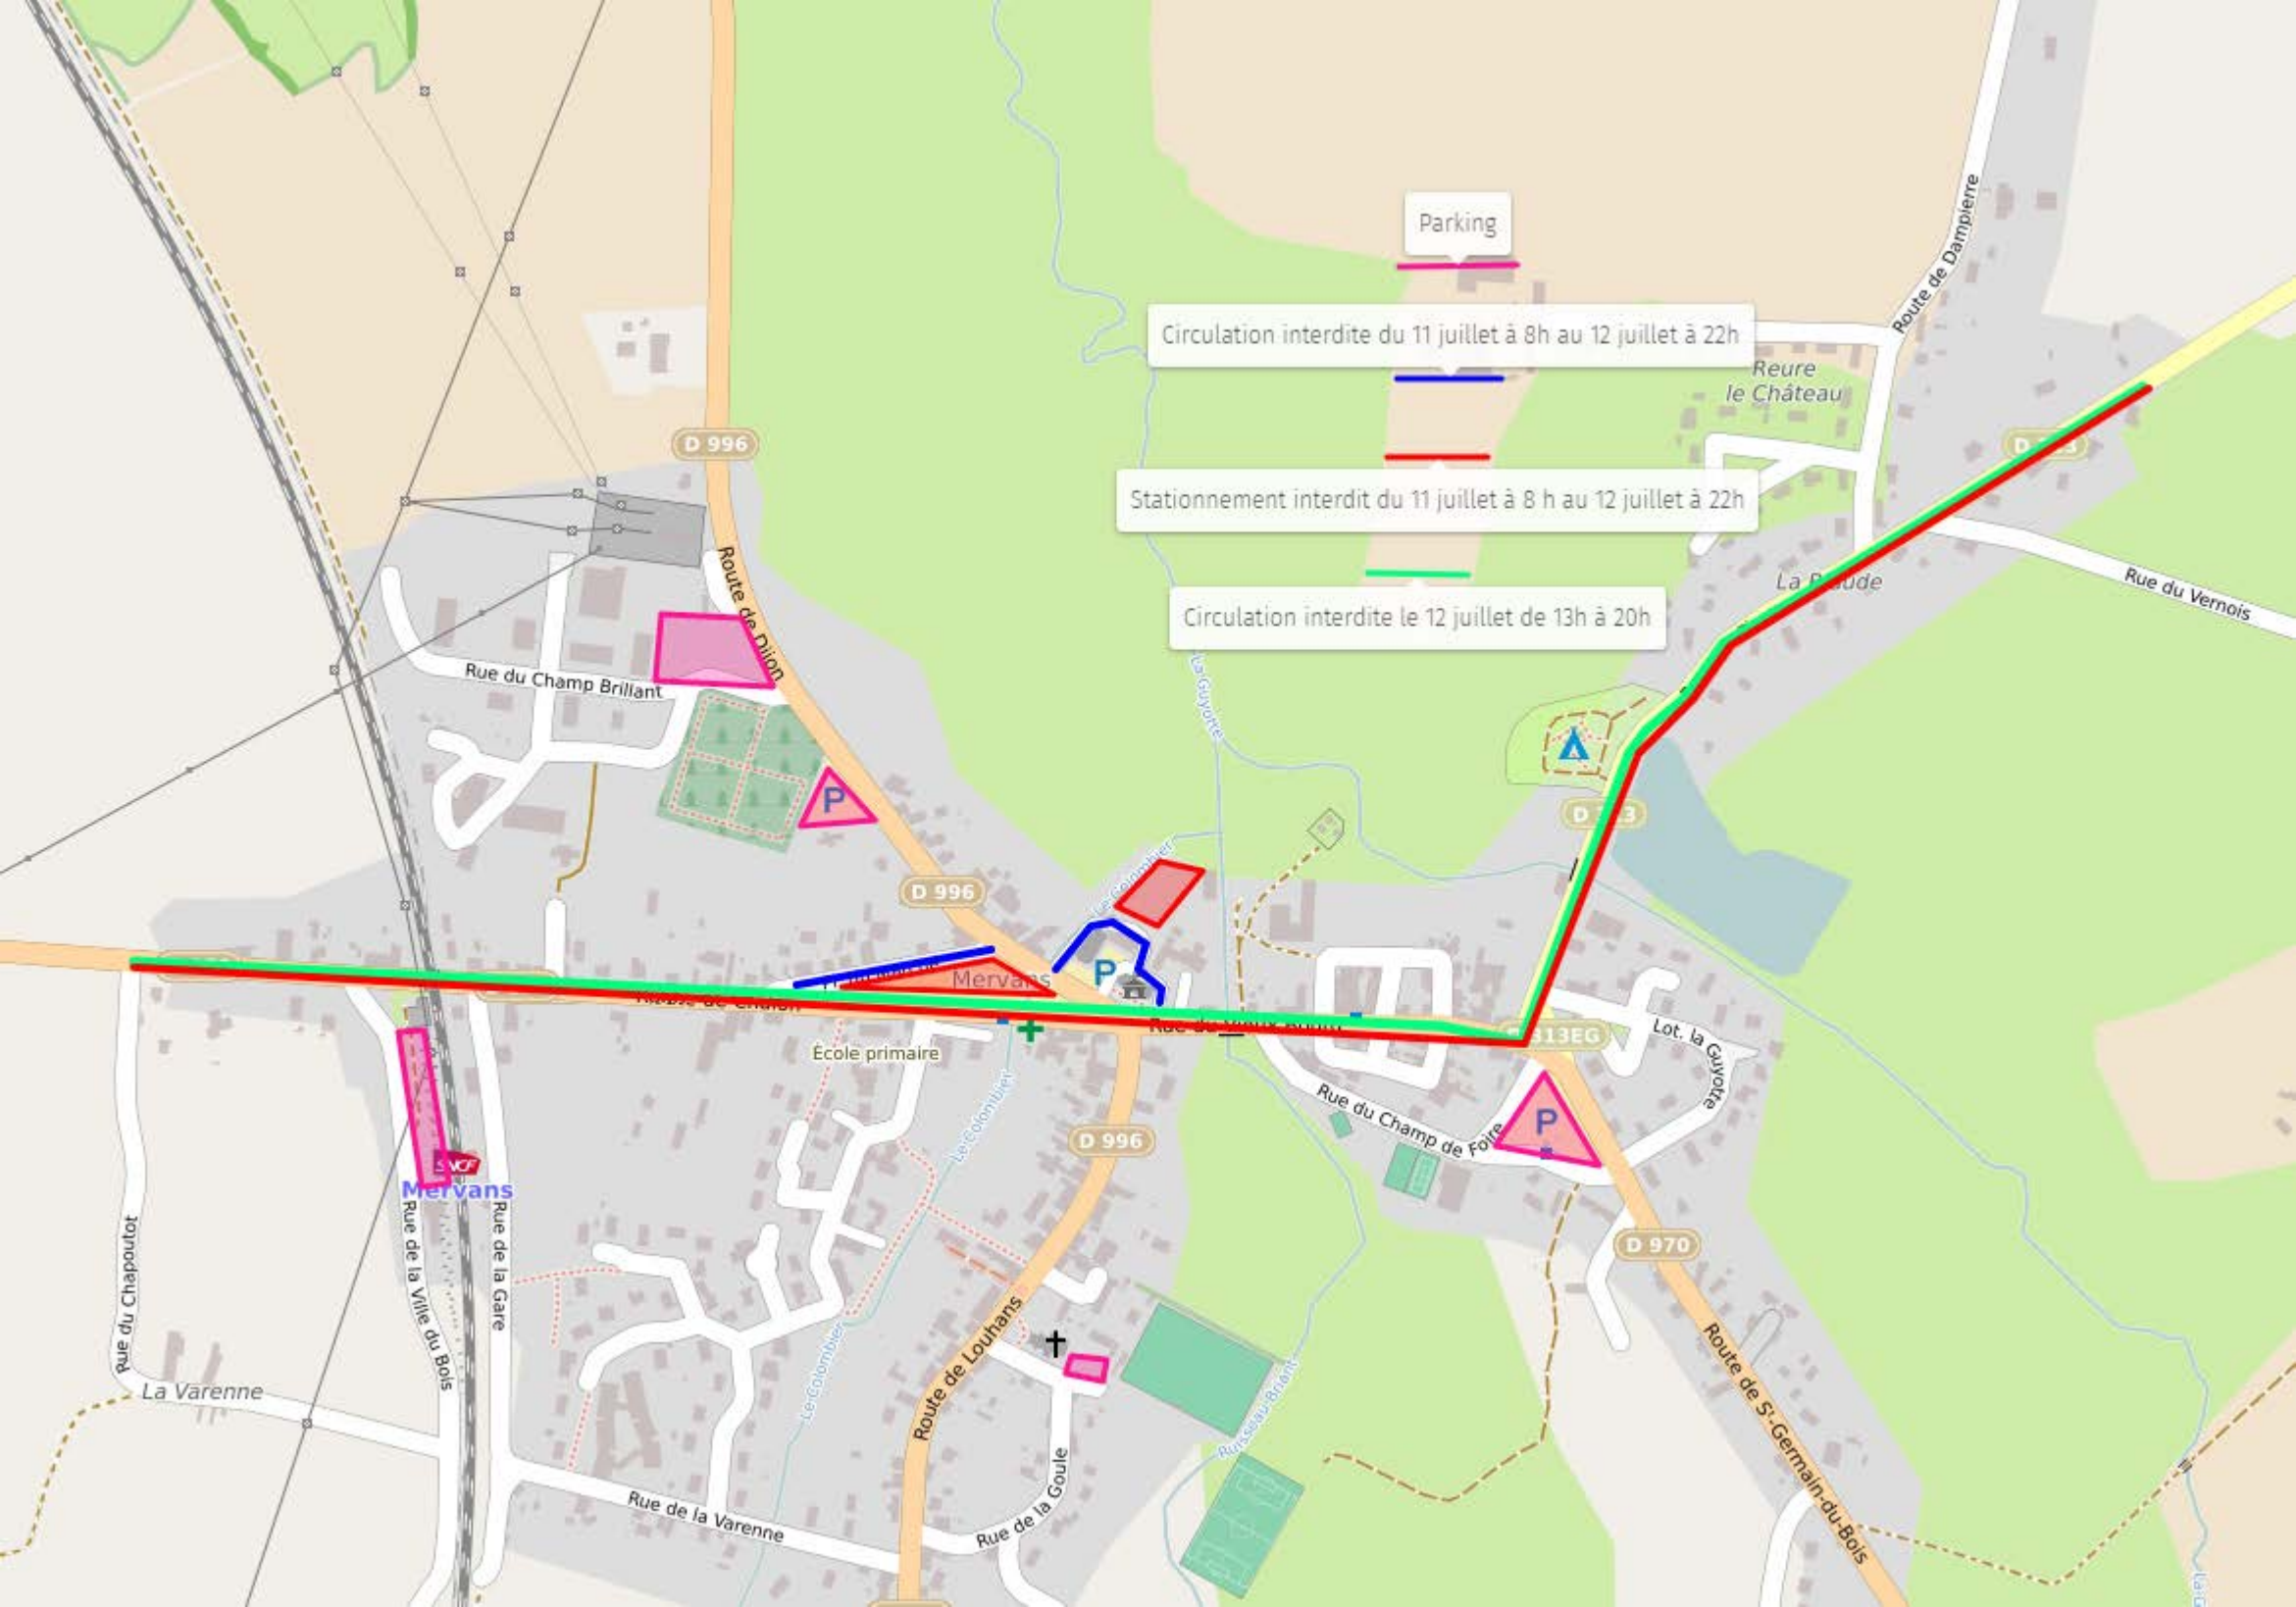 Parking
Circulation interdite du 11 juillet à 8h au 12 juillet à 22h
Stationnement interdit du 11 juillet à 8 h au 12 juillet à 22h
Circulation interdite le 12 juillet de 13h à 20h
Route de Dampierre
Reure
le Château
D 996
Route de Dijon
Rue du Vernois
La Guyotte
Rue du Champ Brillant
P
D 996
Le Colombier
Mervans
P
École primaire
Lot. la Guyotte
Rue du Champ de Foire
P
Le Colombier
D 996
SNCF
Mervans
Rue du Chapoutot
Rue de la Ville du Bois
Rue de la Gare
D 970
Route de Louhans
Le Colombier
La Varenne
Ruisseau Briant
Route de St-Germain-du-Bois
Rue de la Varenne
Rue de la Goule